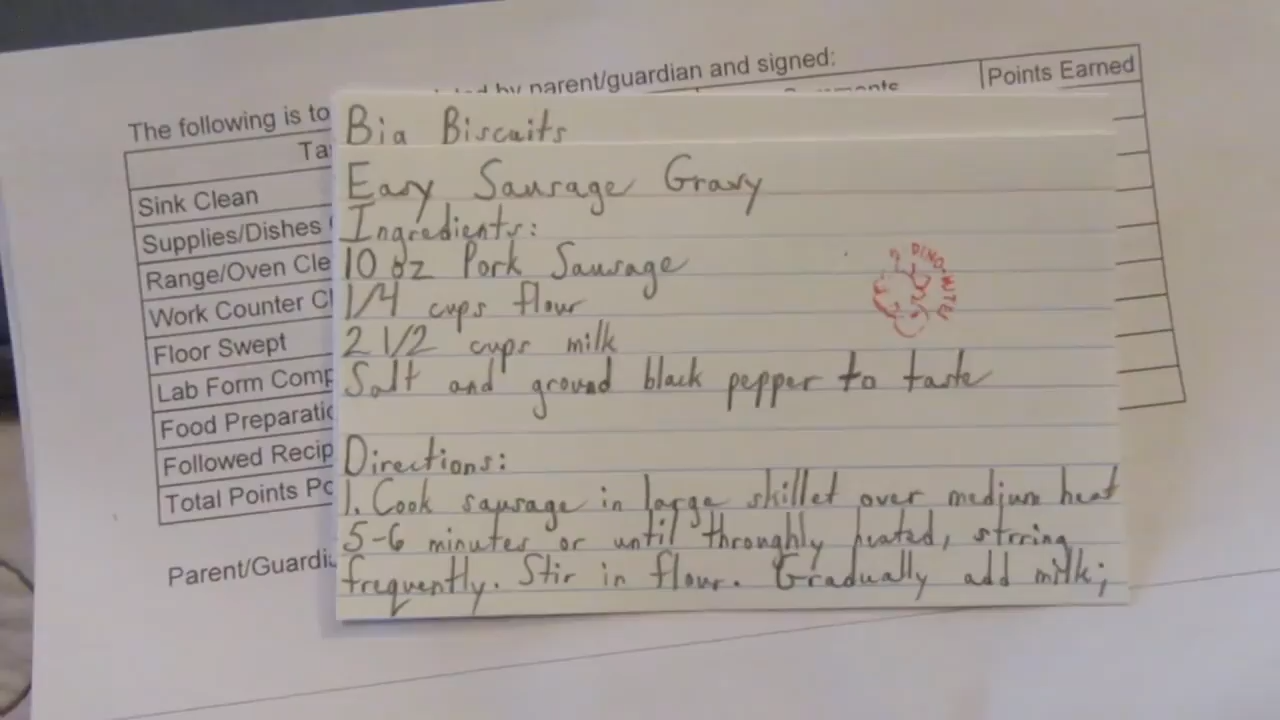 The following is to by parent/guardian and signed:
Points Earned
Sink Clean
Supplies/Dishes
Range/Oven Cle
Work Counter Cl
Floor Swept
Lab Form Comp
Food Preparatio
Followed Recip
Total Points Po
Parent/Guardia
Big Biscuits
Easy Sausage Gravy
Ingredients:
10 oz Pork Sausage
1/4 cups flour
2 1/2 cups milk
Salt and ground black pepper to taste
DINO-MITE
Directions:
1. Cook sausage in large skillet over medium heat
5-6 minutes or until throughly heated, strring
frequently. Stir in flour. Gradually add milk;